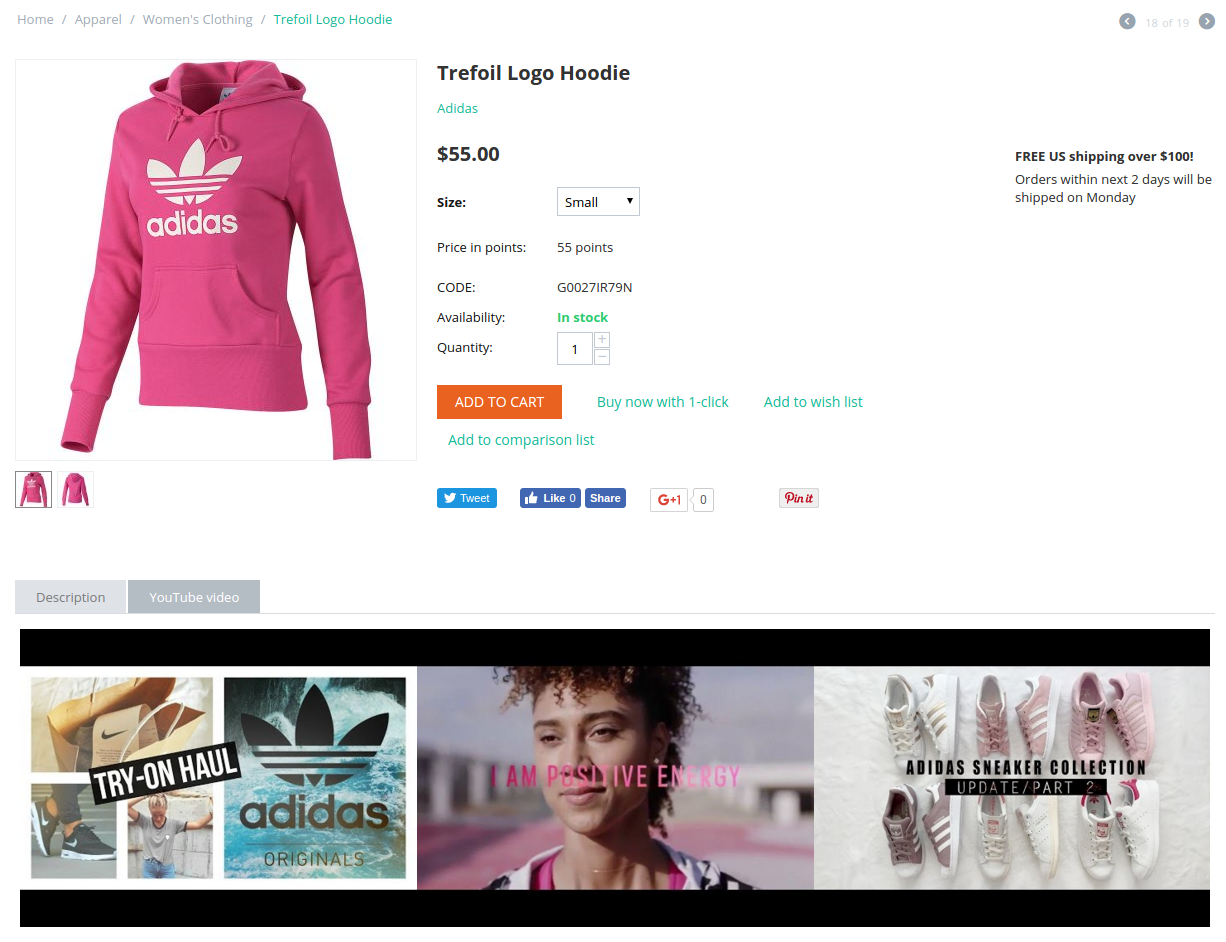 Home / Apparel / Women's Clothing / Trefoil Logo Hoodie
18 of 19
adidas
Trefoil Logo Hoodie
Adidas
$55.00
Size:
Small
Price in points:
55 points
CODE:
G0027IR79N
Availability:
In stock
Quantity:
1
FREE US shipping over $100!
Orders within next 2 days will be
shipped on Monday
ADD TO CART
Buy now with 1-click
Add to wish list
Add to comparison list
Tweet
Like 0
Share
G+1
0
Pin it
Description
YouTube video
TRY-ON HAUL
adidas
ORIGINALS
I AM POSITIVE ENERGY
ADIDAS SNEAKER COLLECTION
UPDATE/PART 2